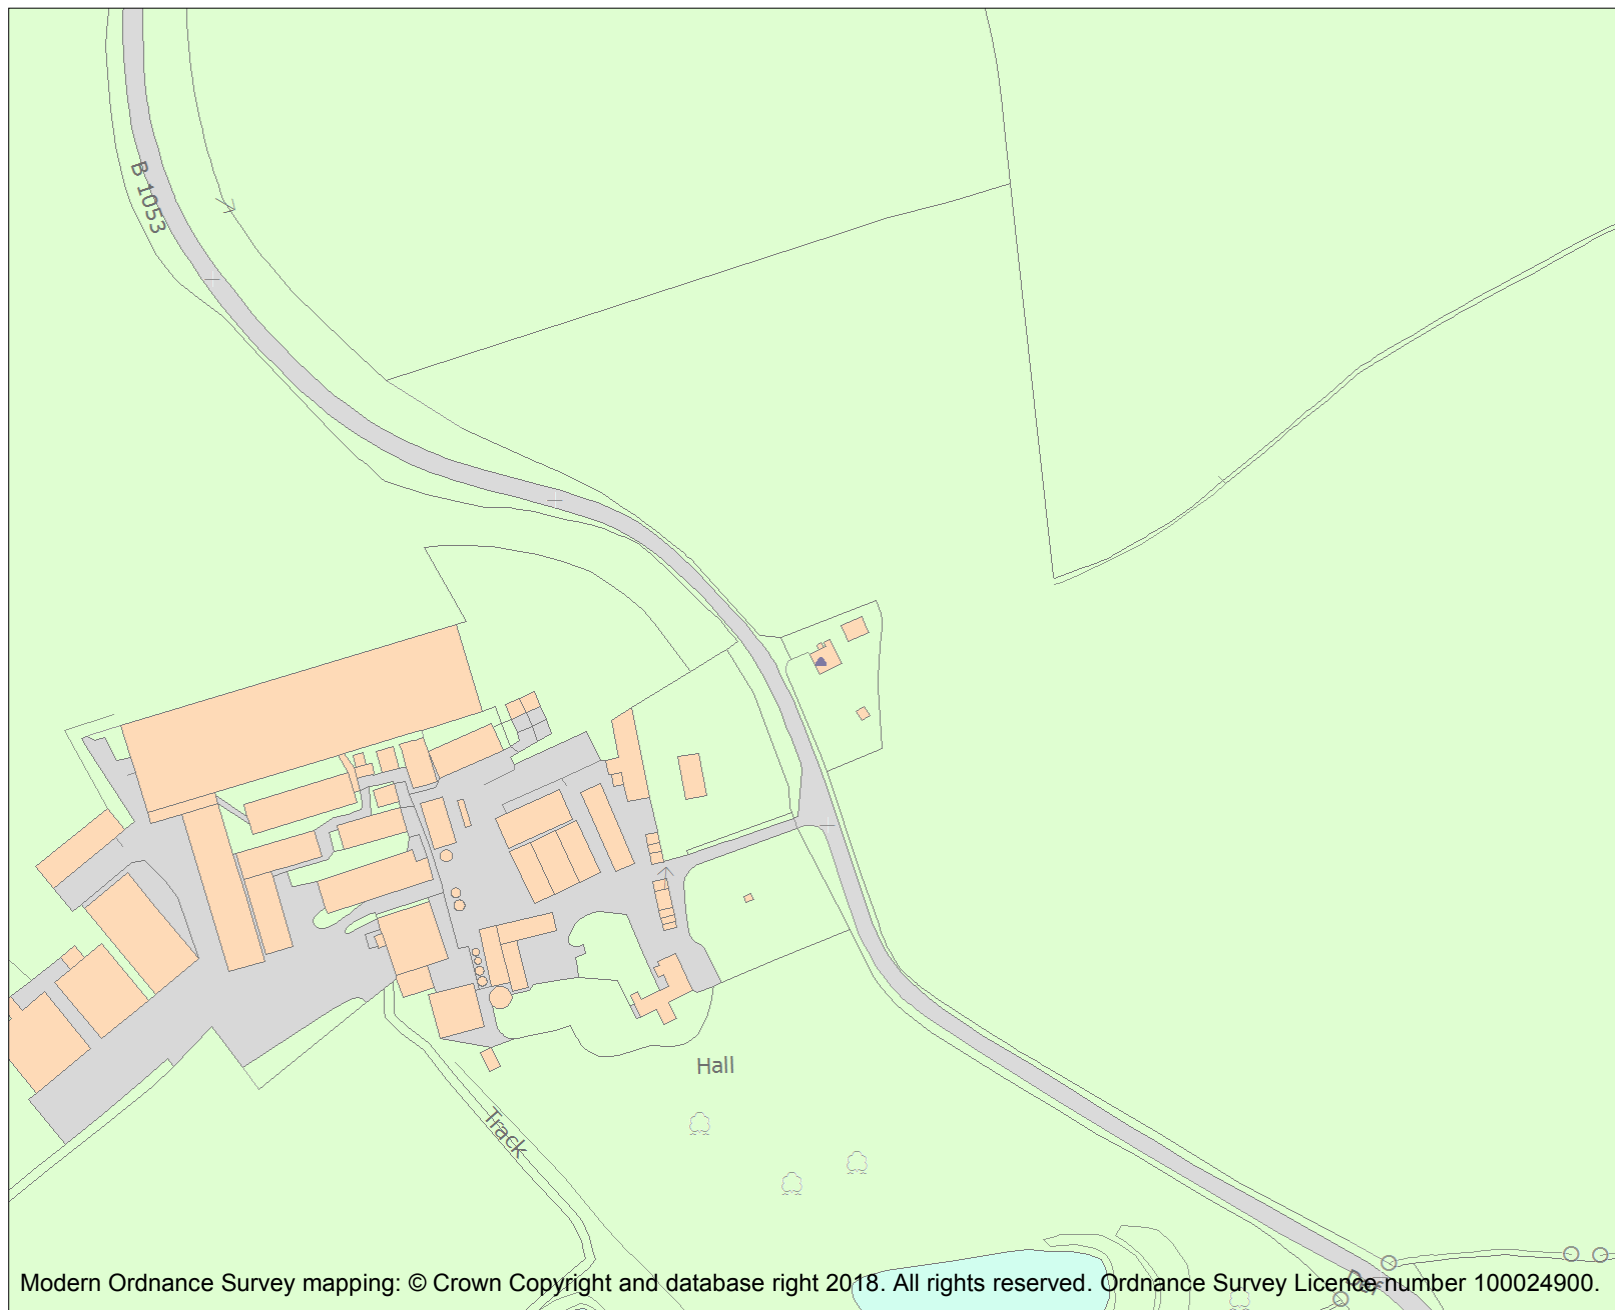 B 1053
Hall
Track
Modern Ordnance Survey mapping: © Crown Copyright and database right 2018. All rights reserved. Ordnance Survey Licence number 100024900.